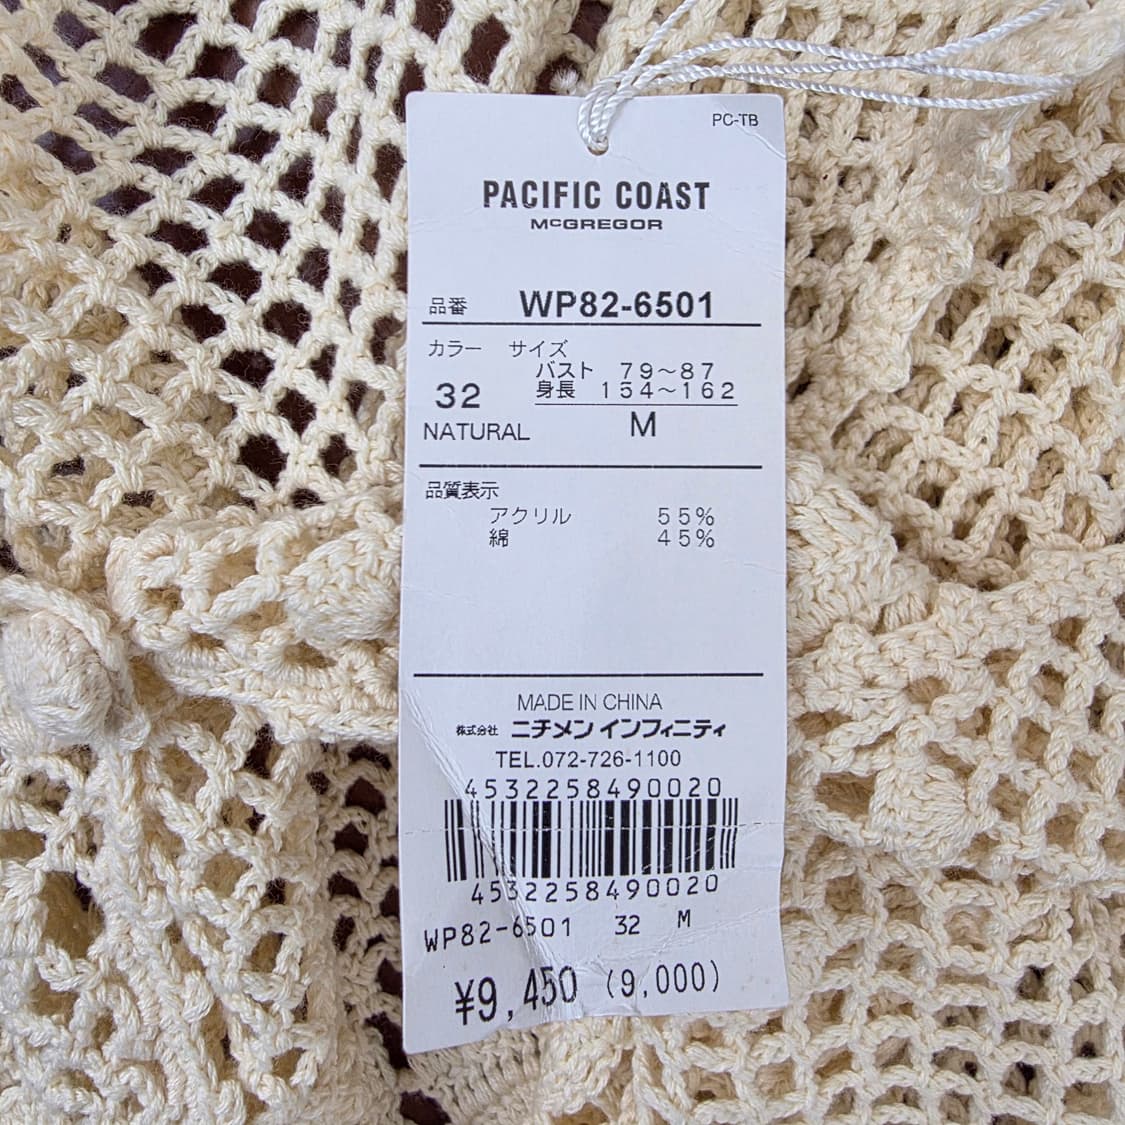 PC-TB
PACIFIC COAST
McGREGOR
品番 WP82-6501
カラー サイズ
バスト 79～87
身長 154～162
32
NATURAL M
品質表示
アクリル 55%
綿 45%
MADE IN CHINA
株式会社 ニチメン インフィニティ
TEL.072-726-1100
4532258490020
4532258490020
WP82-6501 32 M
¥9,450 (9,000)